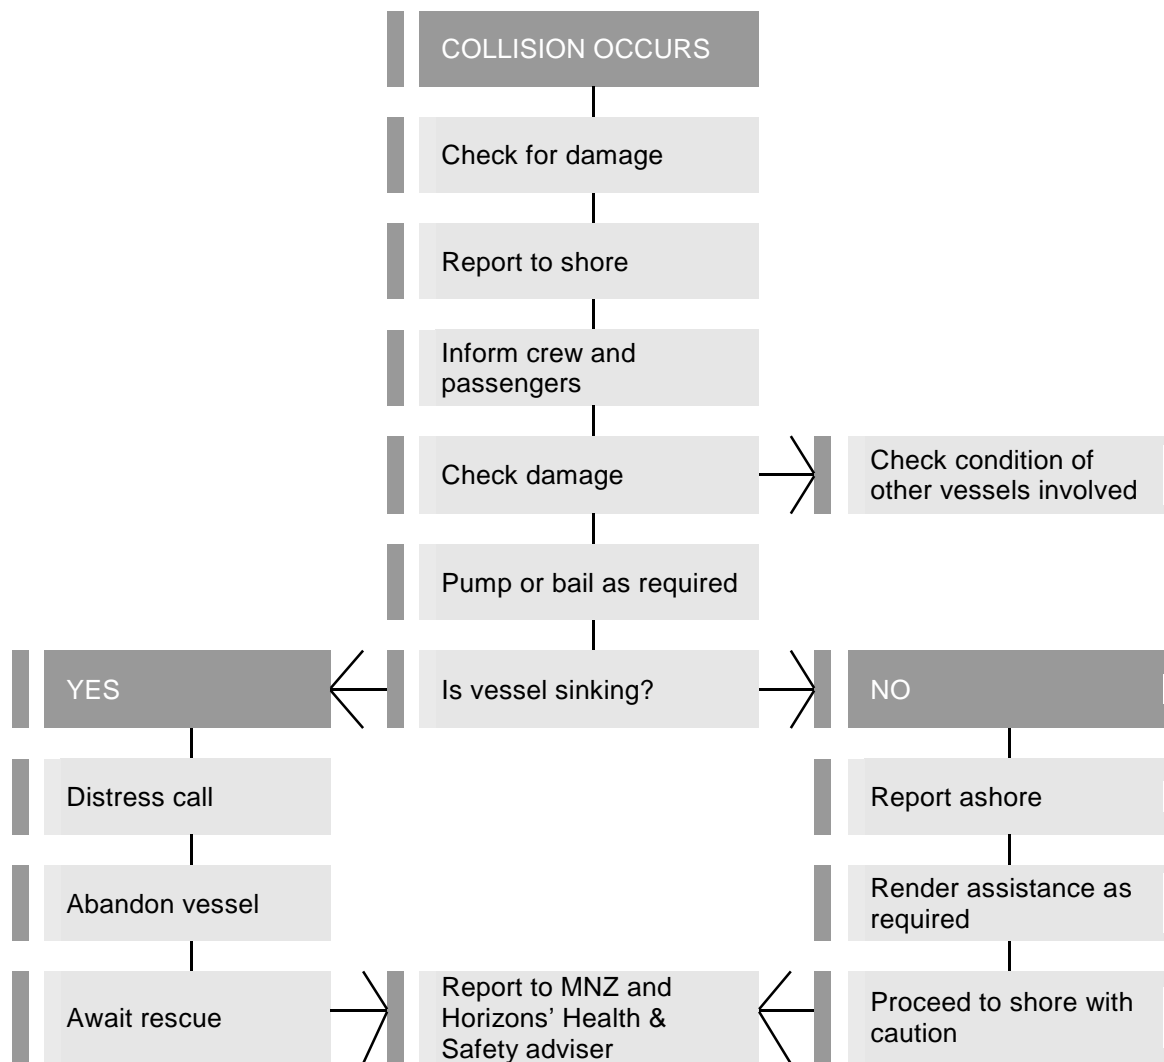 COLLISION OCCURS
Check for damage
Report to shore
Inform crew and
passengers
Check damage
Check condition of
other vessels involved
Pump or bail as required
YES
Is vessel sinking?
NO
Distress call
Report ashore
Abandon vessel
Render assistance as
required
Await rescue
Report to MNZ and
Horizons’ Health &
Safety adviser
Proceed to shore with
caution